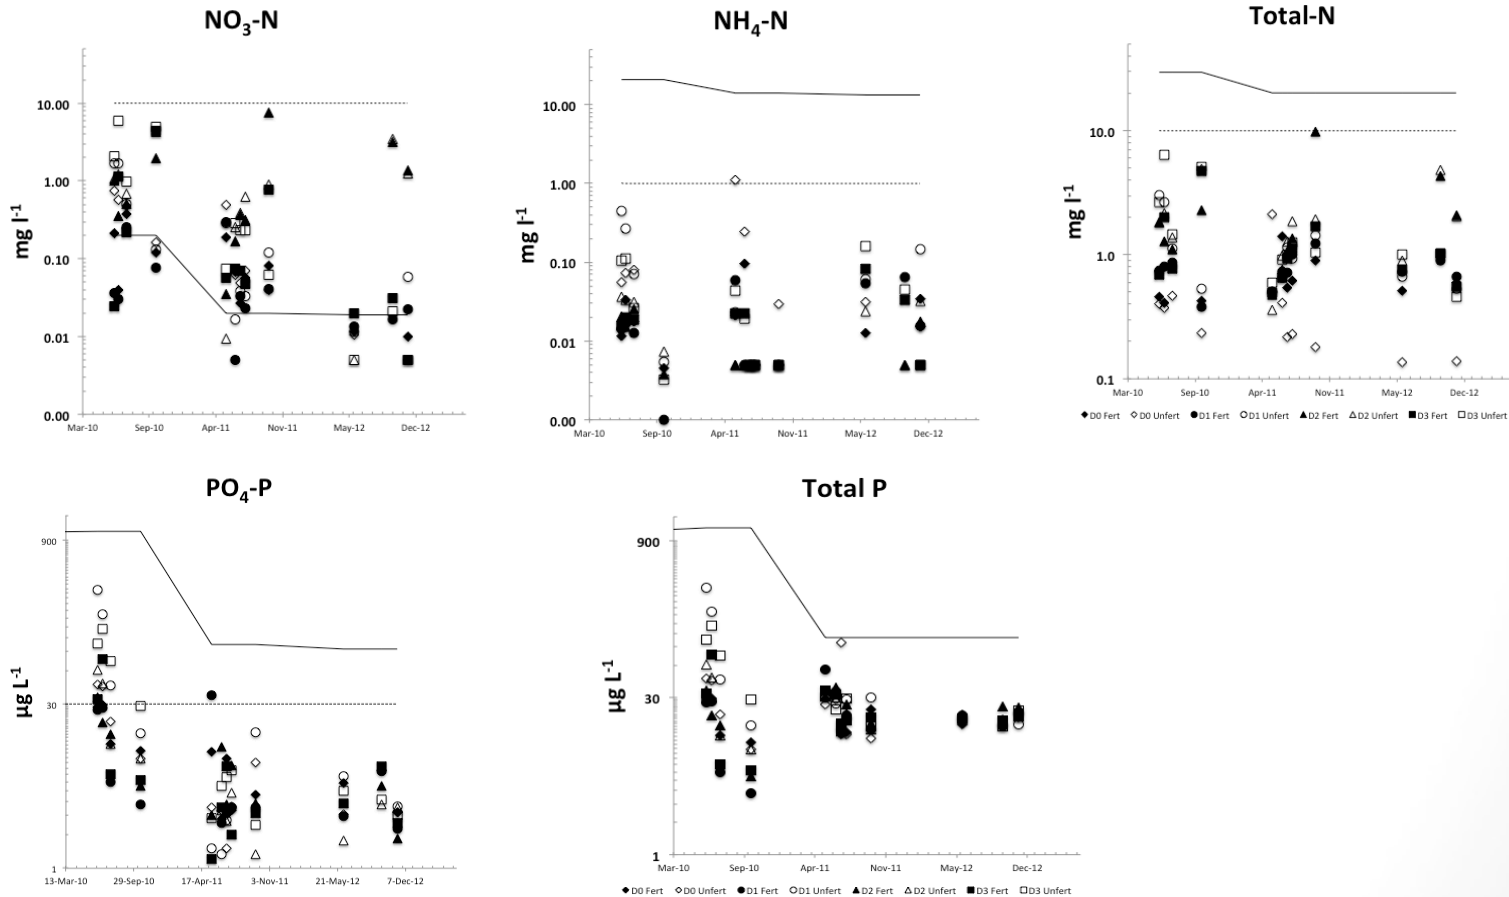 NO3-N
mg l-1
10.00
1.00
0.10
0.01
0.00
Mar-10 Sep-10 Apr-11 Nov-11 May-12 Dec-12
NH4-N
mg l-1
10.00
1.00
0.10
0.01
0.00
Mar-10 Sep-10 Apr-11 Nov-11 May-12 Dec-12
Total-N
mg l-1
10.0
1.0
0.1
Mar-10 Sep-10 Apr-11 Nov-11 May-12 Dec-12
D0 Fert D0 Unfert D1 Fert D1 Unfert D2 Fert D2 Unfert D3 Fert D3 Unfert
PO4-P
µg L-1
900
30
1
13-Mar-10 29-Sep-10 17-Apr-11 3-Nov-11 21-May-12 7-Dec-12
Total P
µg L-1
900
30
1
Mar-10 Sep-10 Apr-11 Nov-11 May-12 Dec-12
D0 Fert D0 Unfert D1 Fert D1 Unfert D2 Fert D2 Unfert D3 Fert D3 Unfert